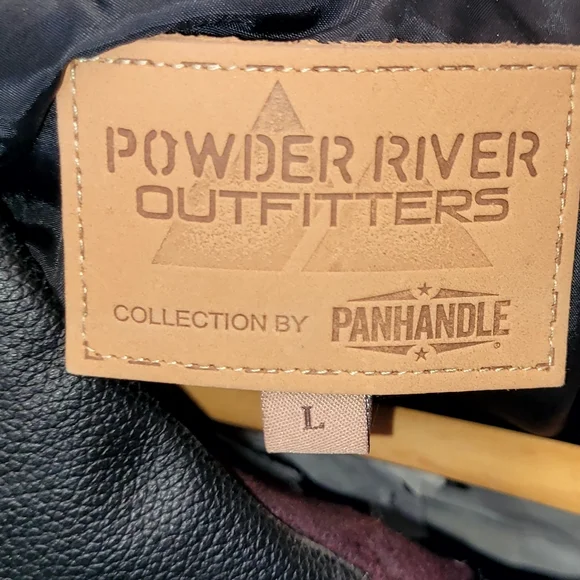 POWDER RIVER
OUTFITTERS
COLLECTION BY PANHANDLE®
L